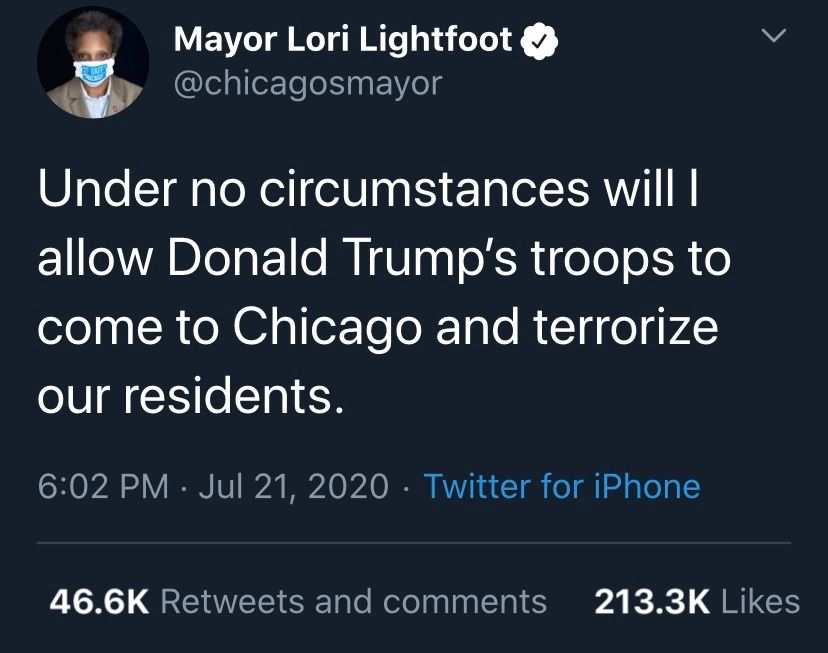 Mayor Lori Lightfoot
@chicagosmayor
Under no circumstances will I
allow Donald Trump’s troops to
come to Chicago and terrorize
our residents.
6:02 PM · Jul 21, 2020 · Twitter for iPhone
46.6K Retweets and comments 213.3K Likes